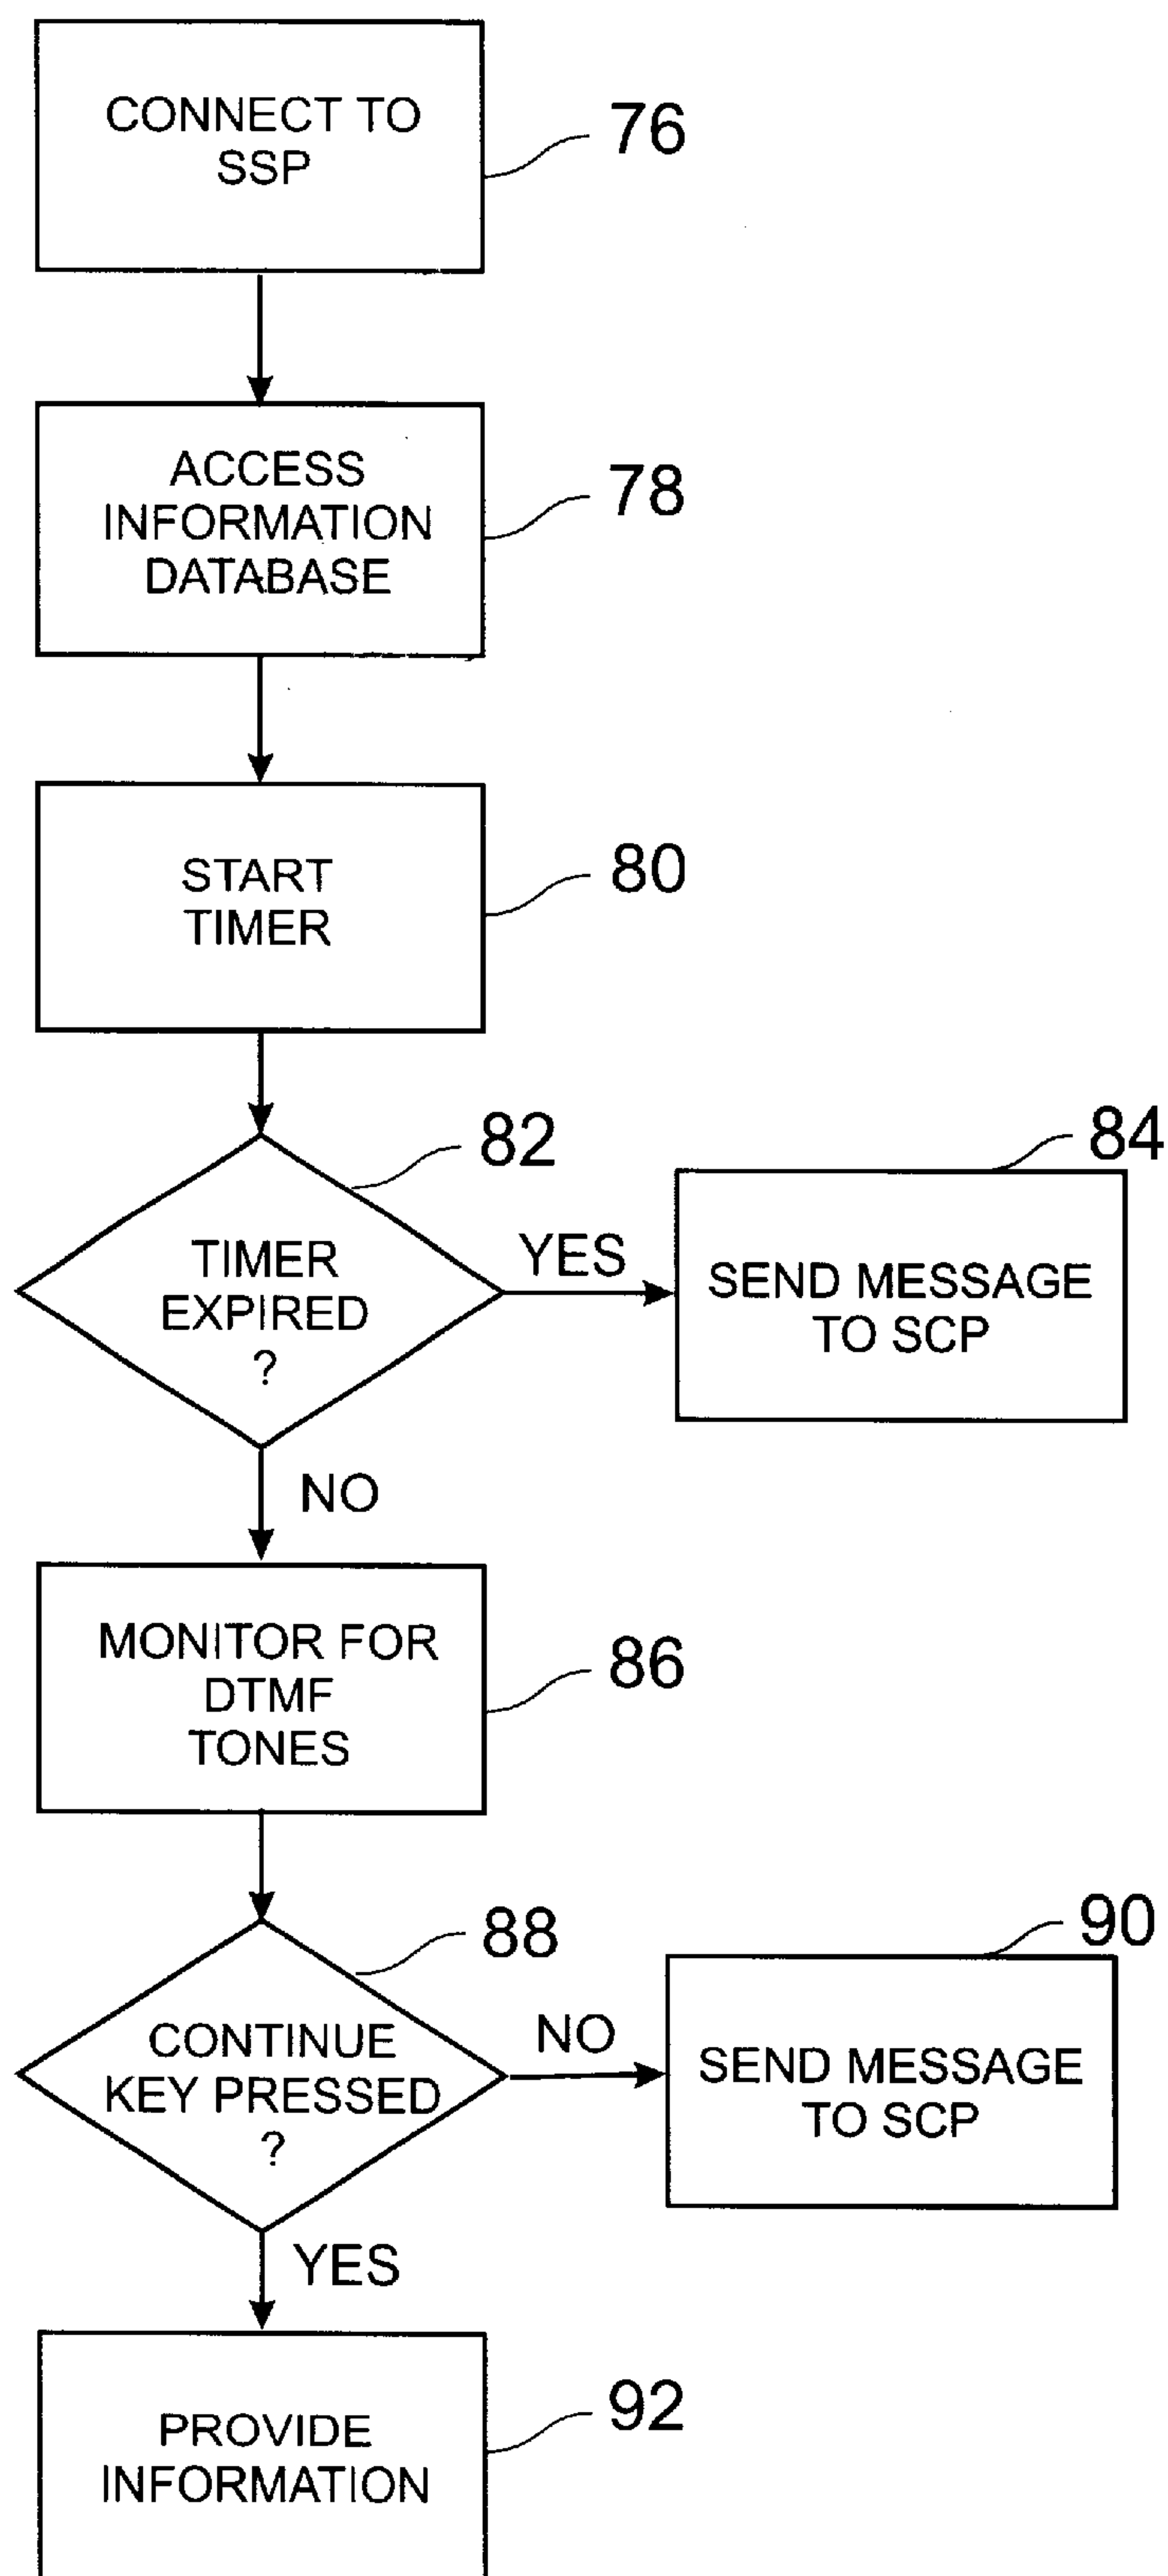 CONNECT TO
SSP
76
ACCESS
INFORMATION
DATABASE
78
START
TIMER
80
82
84
TIMER
EXPIRED
?
YES
SEND MESSAGE
TO SCP
NO
MONITOR FOR
DTMF
TONES
86
88
90
CONTINUE
KEY PRESSED
?
NO
SEND MESSAGE
TO SCP
YES
PROVIDE
INFORMATION
92